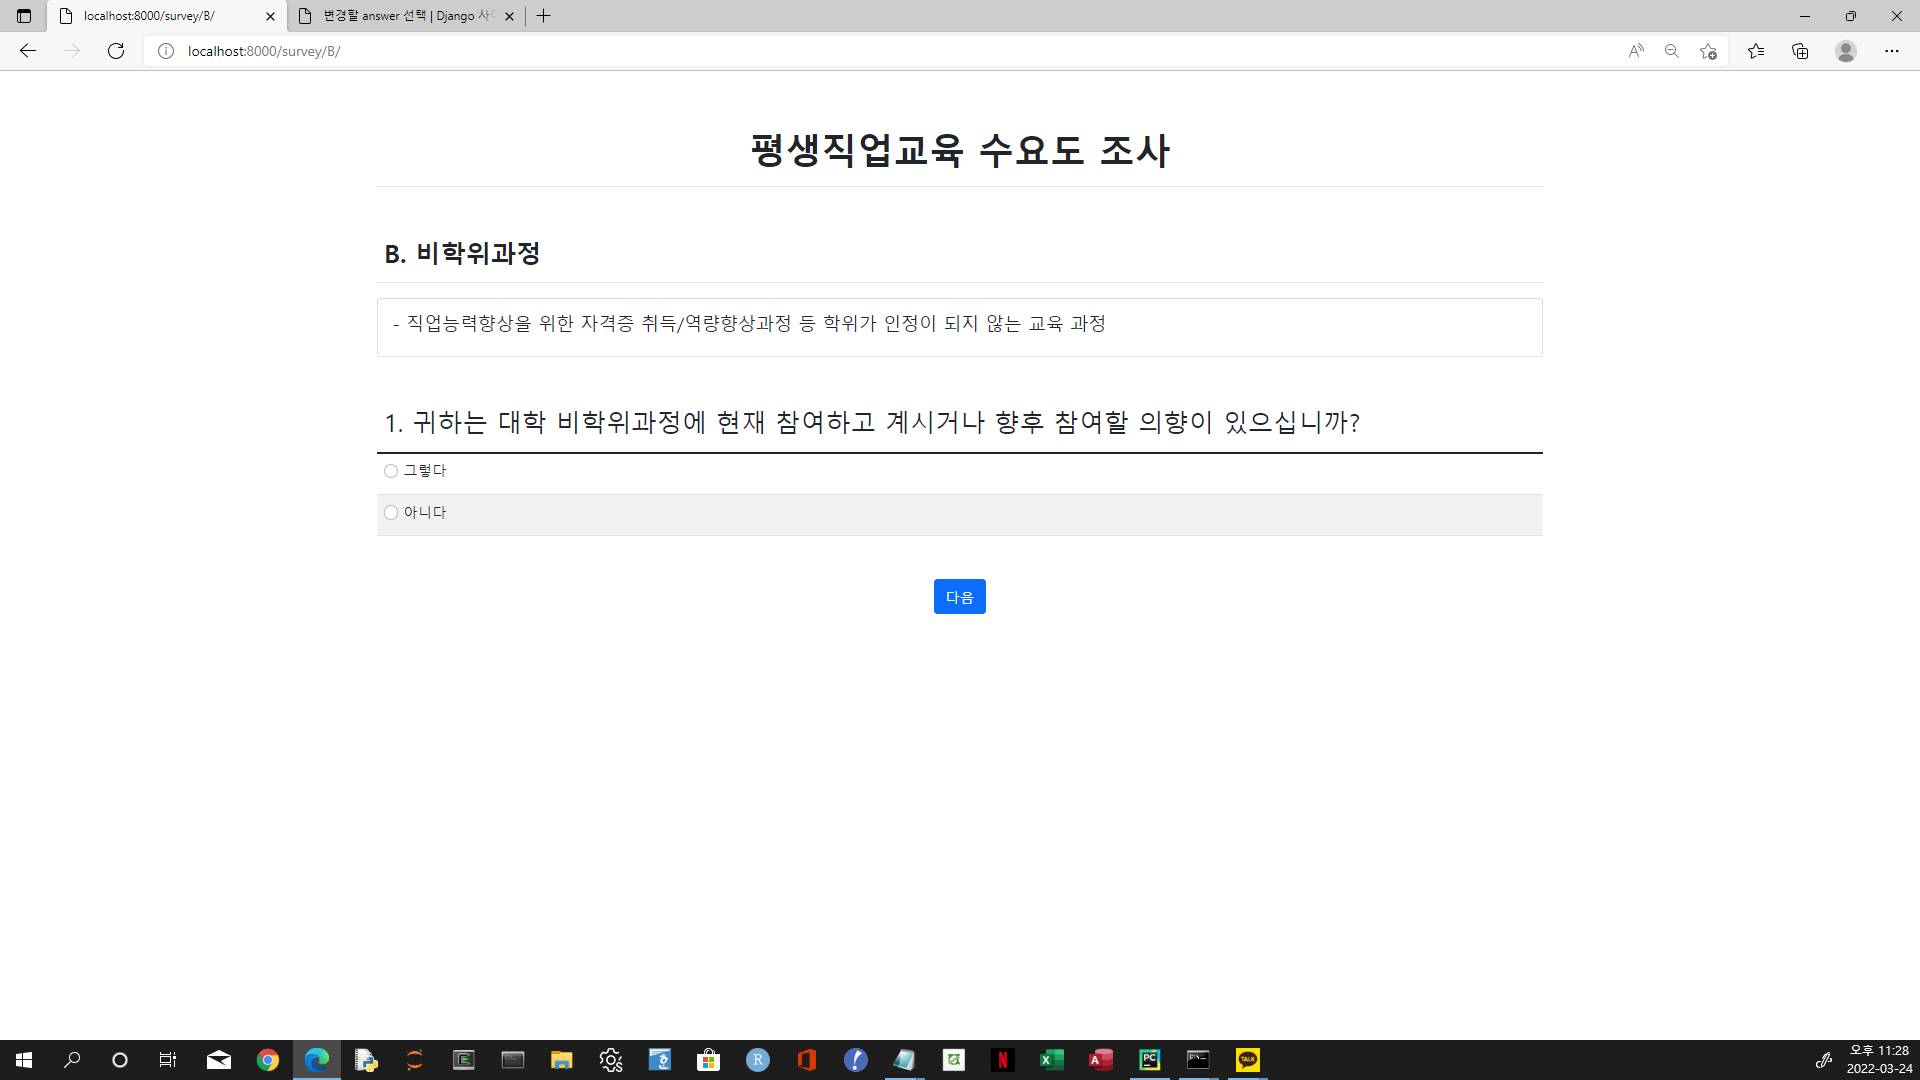 localhost:8000/survey/B/
변경할 answer 선택 | Django 사
localhost:8000/survey/B/
평생직업교육 수요도 조사
B. 비학위과정
- 직업능력향상을 위한 자격증 취득/역량향상과정 등 학위가 인정이 되지 않는 교육 과정
1. 귀하는 대학 비학위과정에 현재 참여하고 계시거나 향후 참여할 의향이 있으십니까?
그렇다
아니다
다음
오후 11:28
2022-03-24